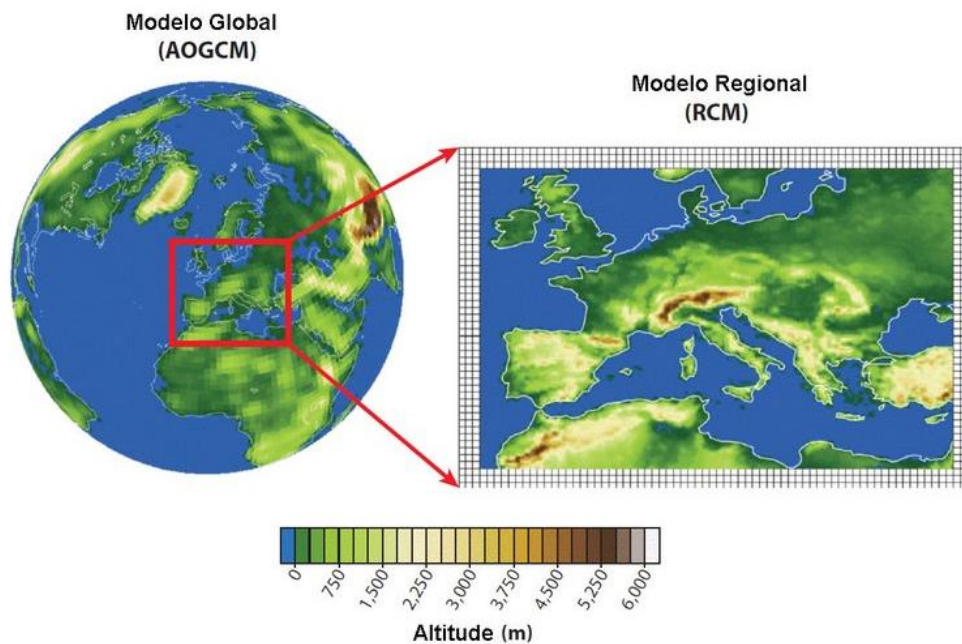 Modelo Global
(AOGCM)
Modelo Regional
(RCM)
0
750
1,500
2,250
3,000
3,750
4,500
5,250
6,000
Altitude (m)